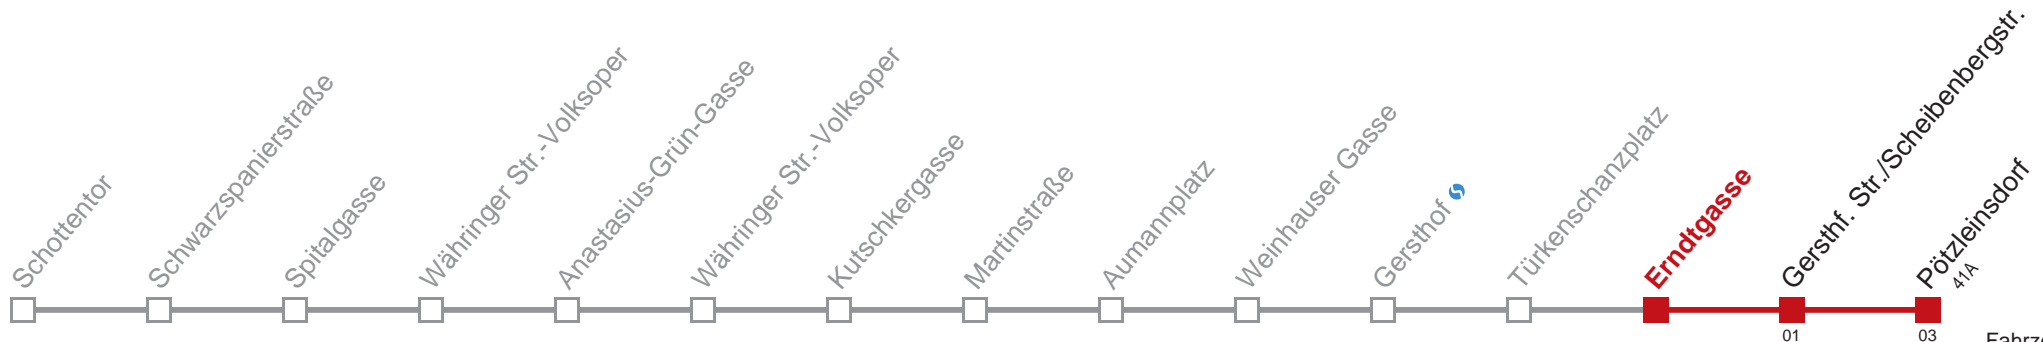 Schottentor
Schwarzspanierstraße
Spitalgasse
Währinger Str.-Volksoper
Anastasius-Grün-Gasse
Währinger Str.-Volksoper
Kutschkergasse
Martinstraße
Aumannplatz
Weinhauser Gasse
Gersthof
Türkenschanzplatz
Erndtgasse
Gersthf. Str./Scheibenbergstr.
Pötzleinsdorf
41A
01
03